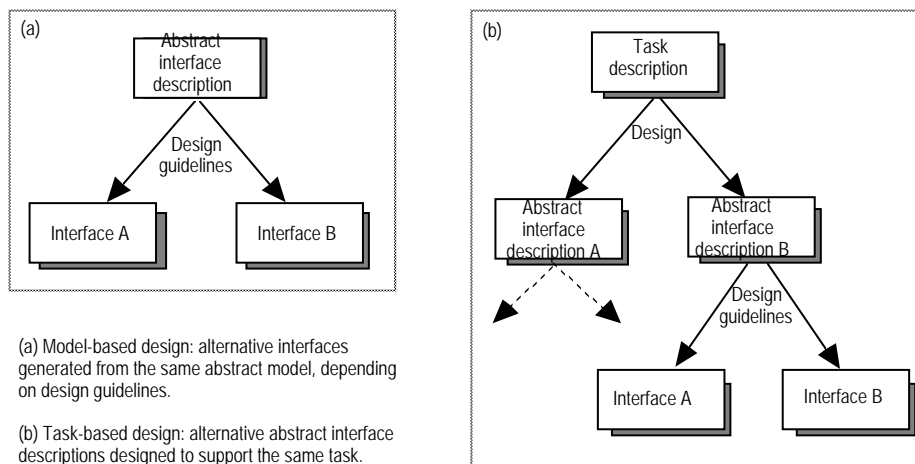 (a)
Abstract
interface
description
Design
guidelines
Interface A
Interface B
(a) Model-based design: alternative interfaces
generated from the same abstract model, depending
on design guidelines.
(b) Task-based design: alternative abstract interface
descriptions designed to support the same task.
(b)
Task
description
Design
Abstract
interface
description A
Abstract
interface
description B
Design
guidelines
Interface A
Interface B